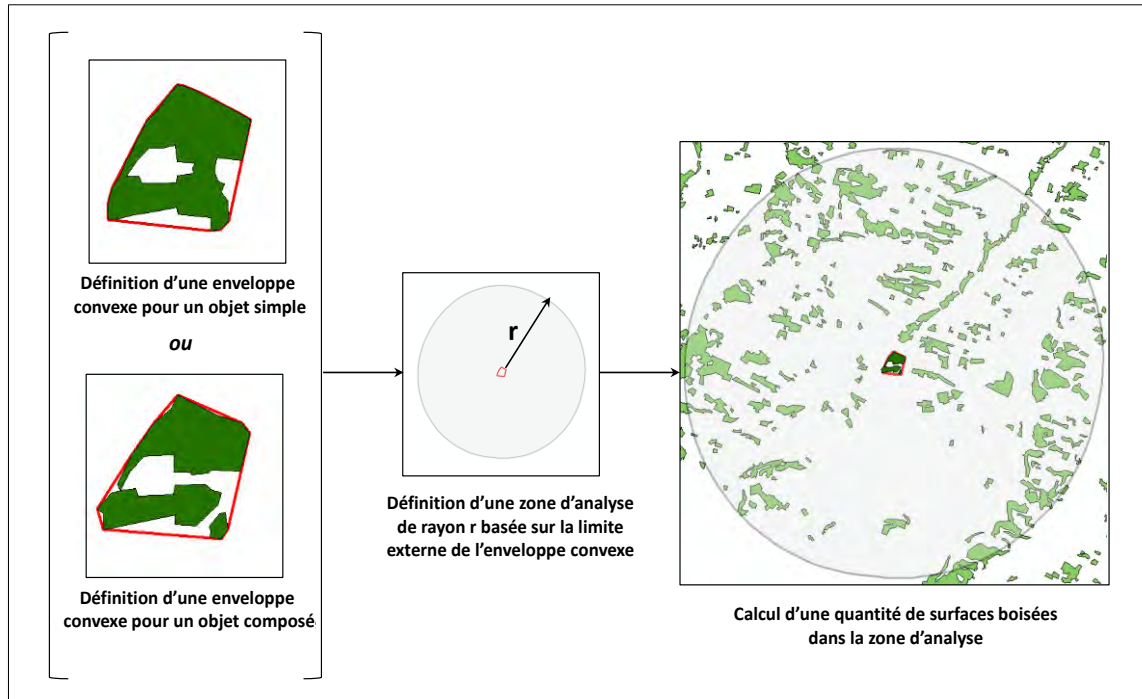 Définition d'une enveloppe
convexe pour un objet simple
ou
Définition d'une enveloppe
convexe pour un objet composé
r
Définition d'une zone d'analyse
de rayon r basée sur la limite
externe de l'enveloppe convexe
Calcul d'une quantité de surfaces boisées
dans la zone d'analyse